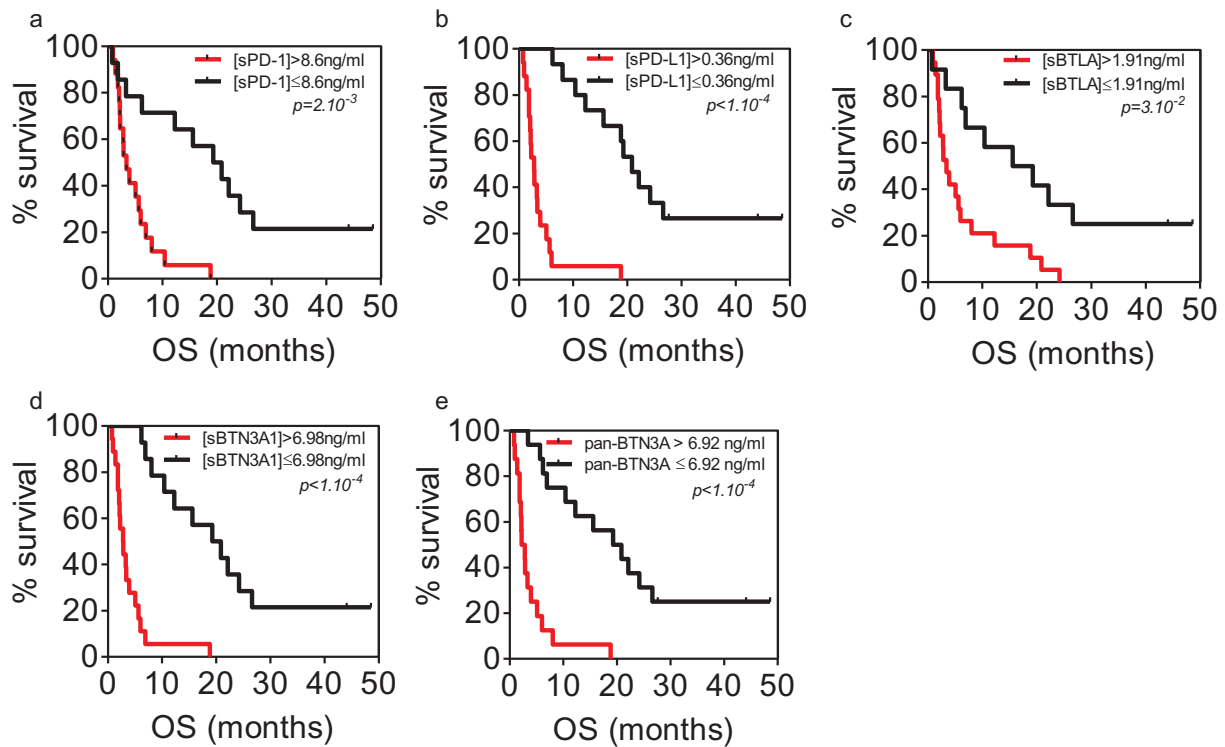 a
[sPD-1]>8.6ng/ml
[sPD-1]≤8.6ng/ml
p=2.10-3
% survival
100
80
60
40
20
0
0 10 20 30 40 50
OS (months)
b
[sPD-L1]>0.36ng/ml
[sPD-L1]≤0.36ng/ml
p<1.10-4
% survival
100
80
60
40
20
0
0 10 20 30 40 50
OS (months)
c
[sBTLA]>1.91ng/ml
[sBTLA]≤1.91ng/ml
p=3.10-2
% survival
100
80
60
40
20
0
0 10 20 30 40 50
OS (months)
d
[sBTN3A1]>6.98ng/ml
[sBTN3A1]≤6.98ng/ml
p<1.10-4
% survival
100
80
60
40
20
0
0 10 20 30 40 50
OS (months)
e
pan-BTN3A > 6.92 ng/ml
pan-BTN3A ≤ 6.92 ng/ml
p<1.10-4
% survival
100
80
60
40
20
0
0 10 20 30 40 50
OS (months)